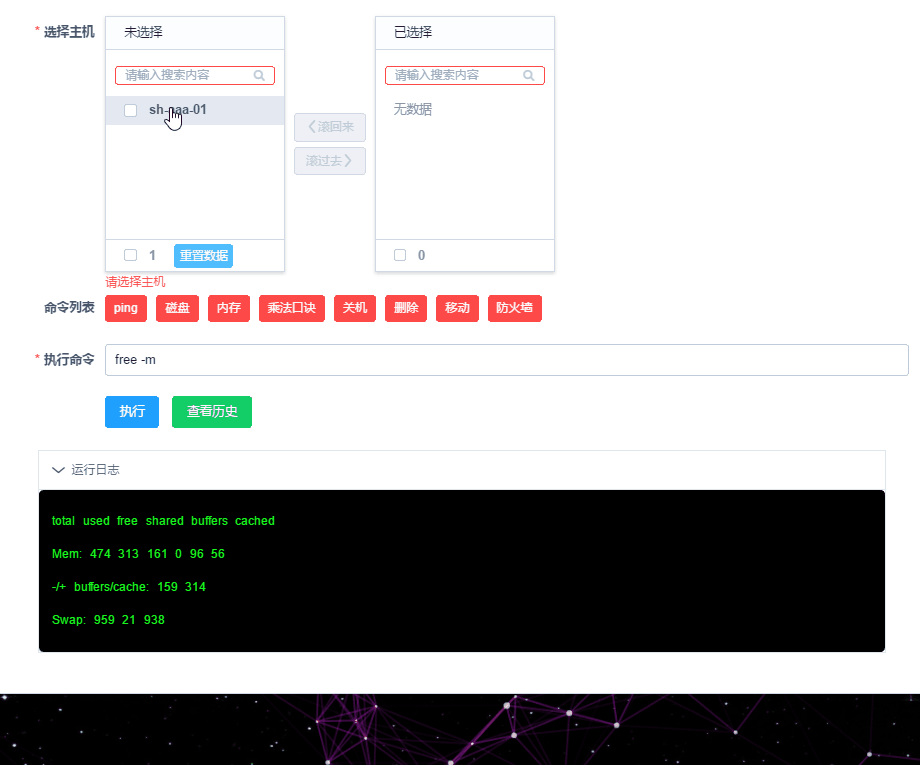 * 选择主机
未选择
已选择
请输入搜索内容
请输入搜索内容
无数据
滚回来
滚过去
1
重置数据
0
请选择主机
命令列表
ping
磁盘
内存
乘法口诀
关机
删除
移动
防火墙
* 执行命令
free -m
执行
查看历史
运行日志
total used free shared buffers cached
Mem: 474 313 161 0 96 56
-/+ buffers/cache: 159 314
Swap: 959 21 938